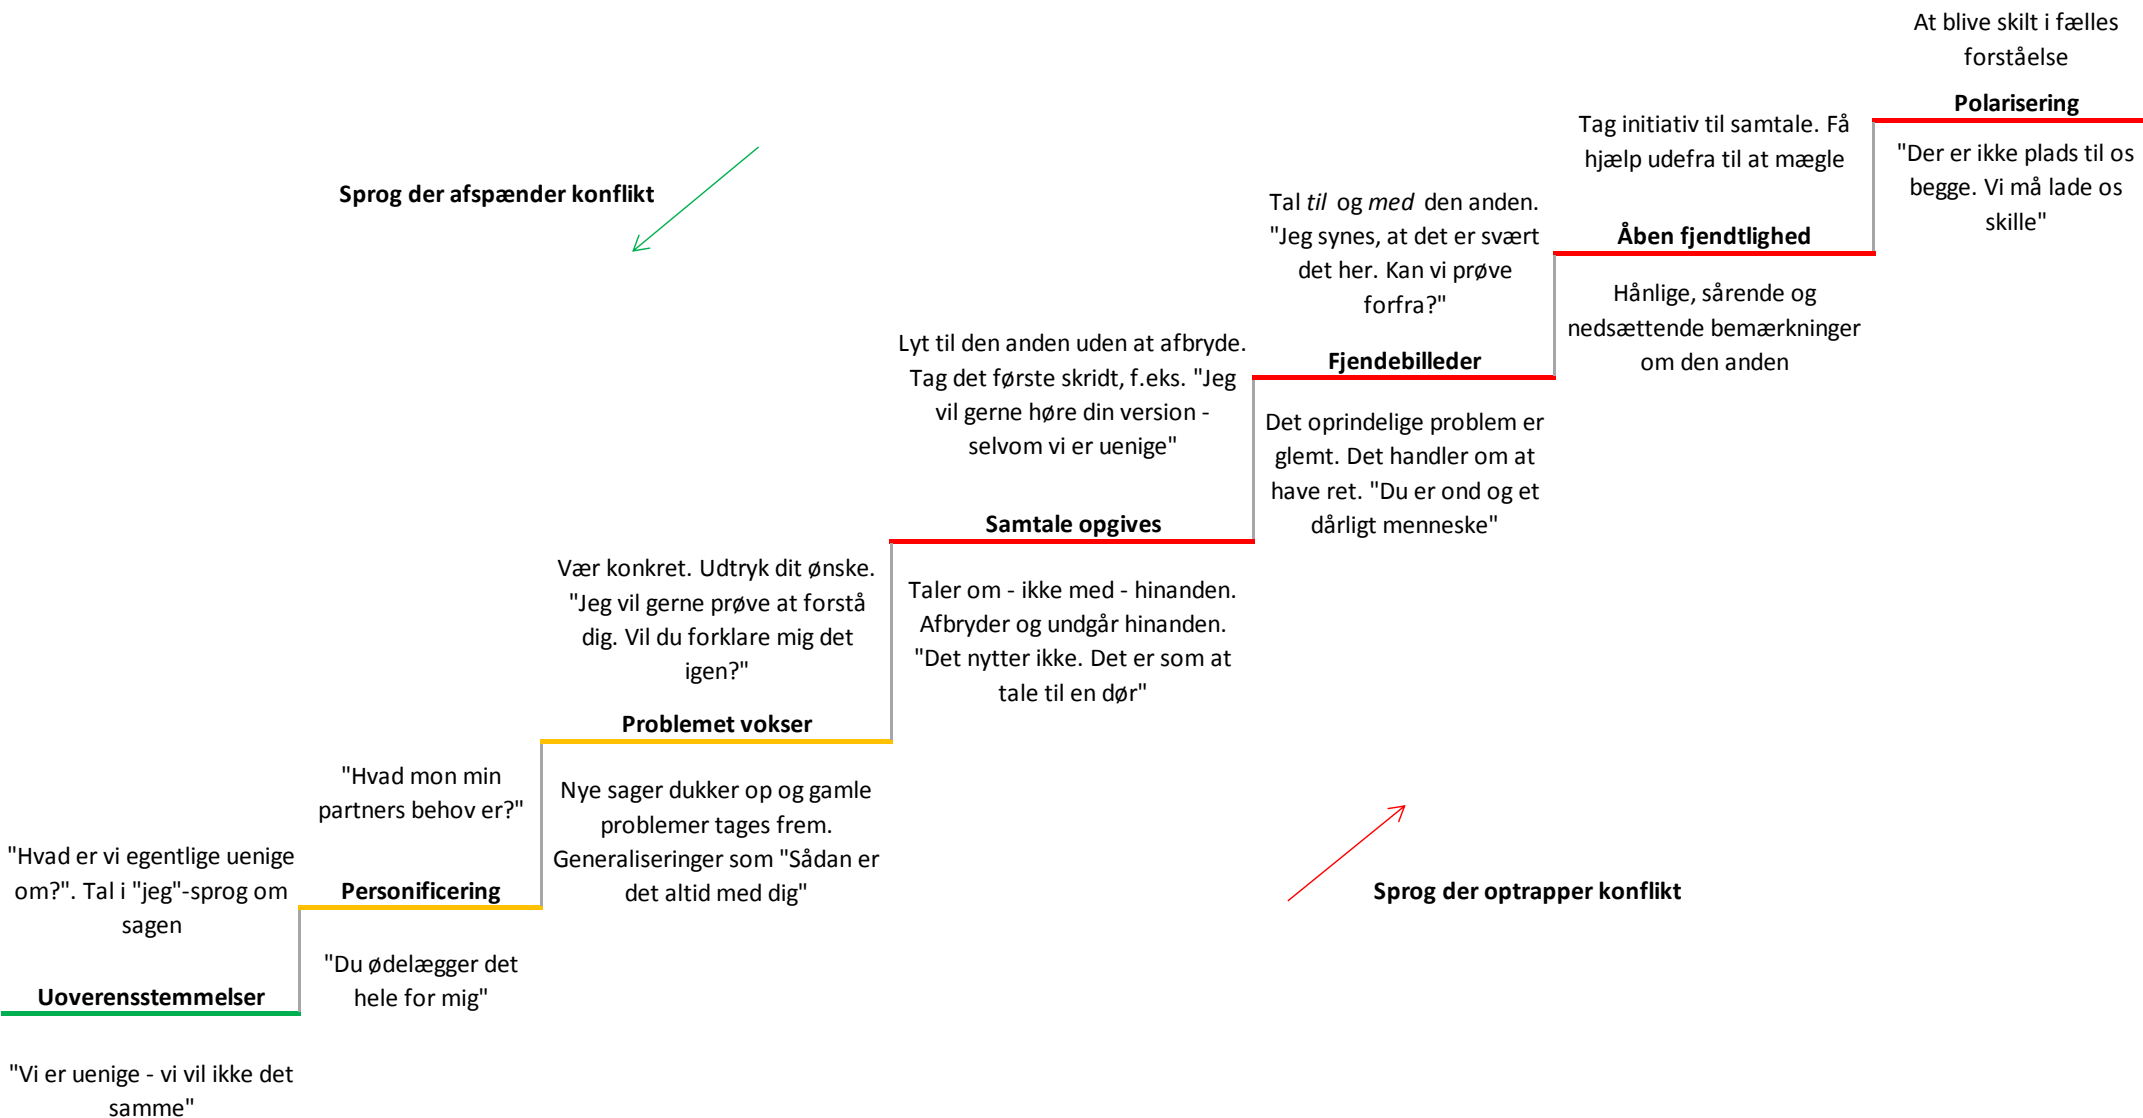 Sprog der afspænder konflikt
"Hvad er vi egentlige uenige
om?". Tal i "jeg"-sprog om
sagen
Uoverensstemmelser
"Vi er uenige - vi vil ikke det
samme"
"Hvad mon min
partners behov er?"
Personificering
"Du ødelægger det
hele for mig"
Vær konkret. Udtryk dit ønske.
"Jeg vil gerne prøve at forstå
dig. Vil du forklare mig det
igen?"
Problemet vokser
Nye sager dukker op og gamle
problemer tages frem.
Generaliseringer som "Sådan er
det altid med dig"
Lyt til den anden uden at afbryde.
Tag det første skridt, f.eks. "Jeg
vil gerne høre din version -
selvom vi er uenige"
Samtale opgives
Taler om - ikke med - hinanden.
Afbryder og undgår hinanden.
"Det nytter ikke. Det er som at
tale til en dør"
Tal til og med den anden.
"Jeg synes, at det er svært
det her. Kan vi prøve
forfra?"
Fjendebilleder
Det oprindelige problem er
glemt. Det handler om at
have ret. "Du er ond og et
dårligt menneske"
Tag initiativ til samtale. Få
hjælp udefra til at mægle
Åben fjendtlighed
Hånlige, sårende og
nedsættende bemærkninger
om den anden
At blive skilt i fælles
forståelse
Polarisering
"Der er ikke plads til os
begge. Vi må lade os
skille"
Sprog der optrapper konflikt